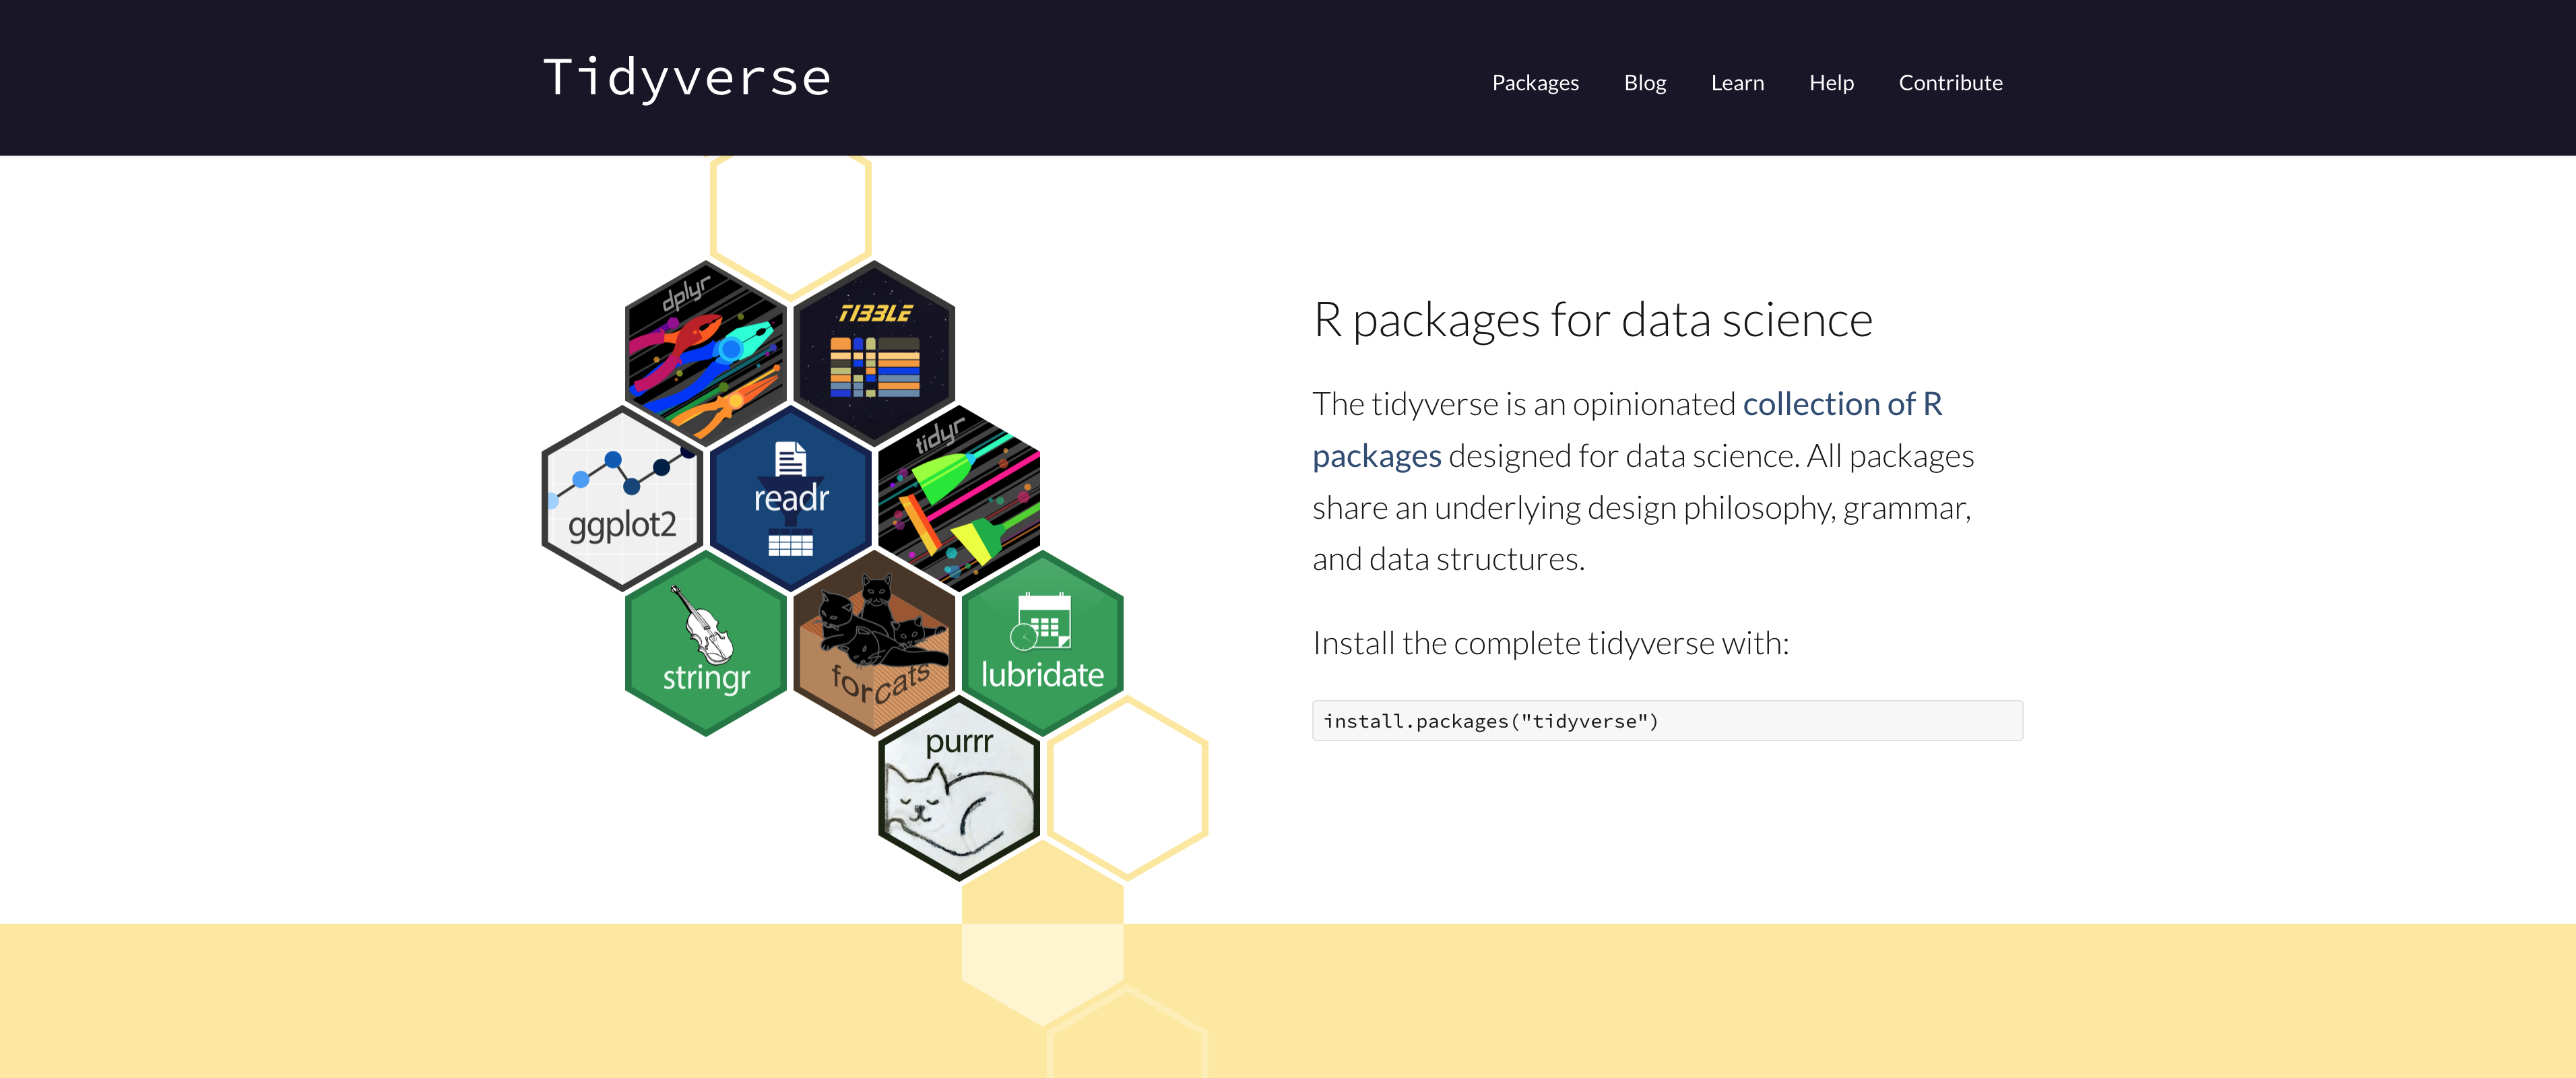 Tidyverse
Packages
Blog
Learn
Help
Contribute
dplyr
TIBBLE
ggplot2
readr
tidyr
stringr
forcats
lubridate
purrr
R packages for data science
The tidyverse is an opinionated collection of R
packages designed for data science. All packages
share an underlying design philosophy, grammar,
and data structures.
Install the complete tidyverse with:
install.packages("tidyverse")